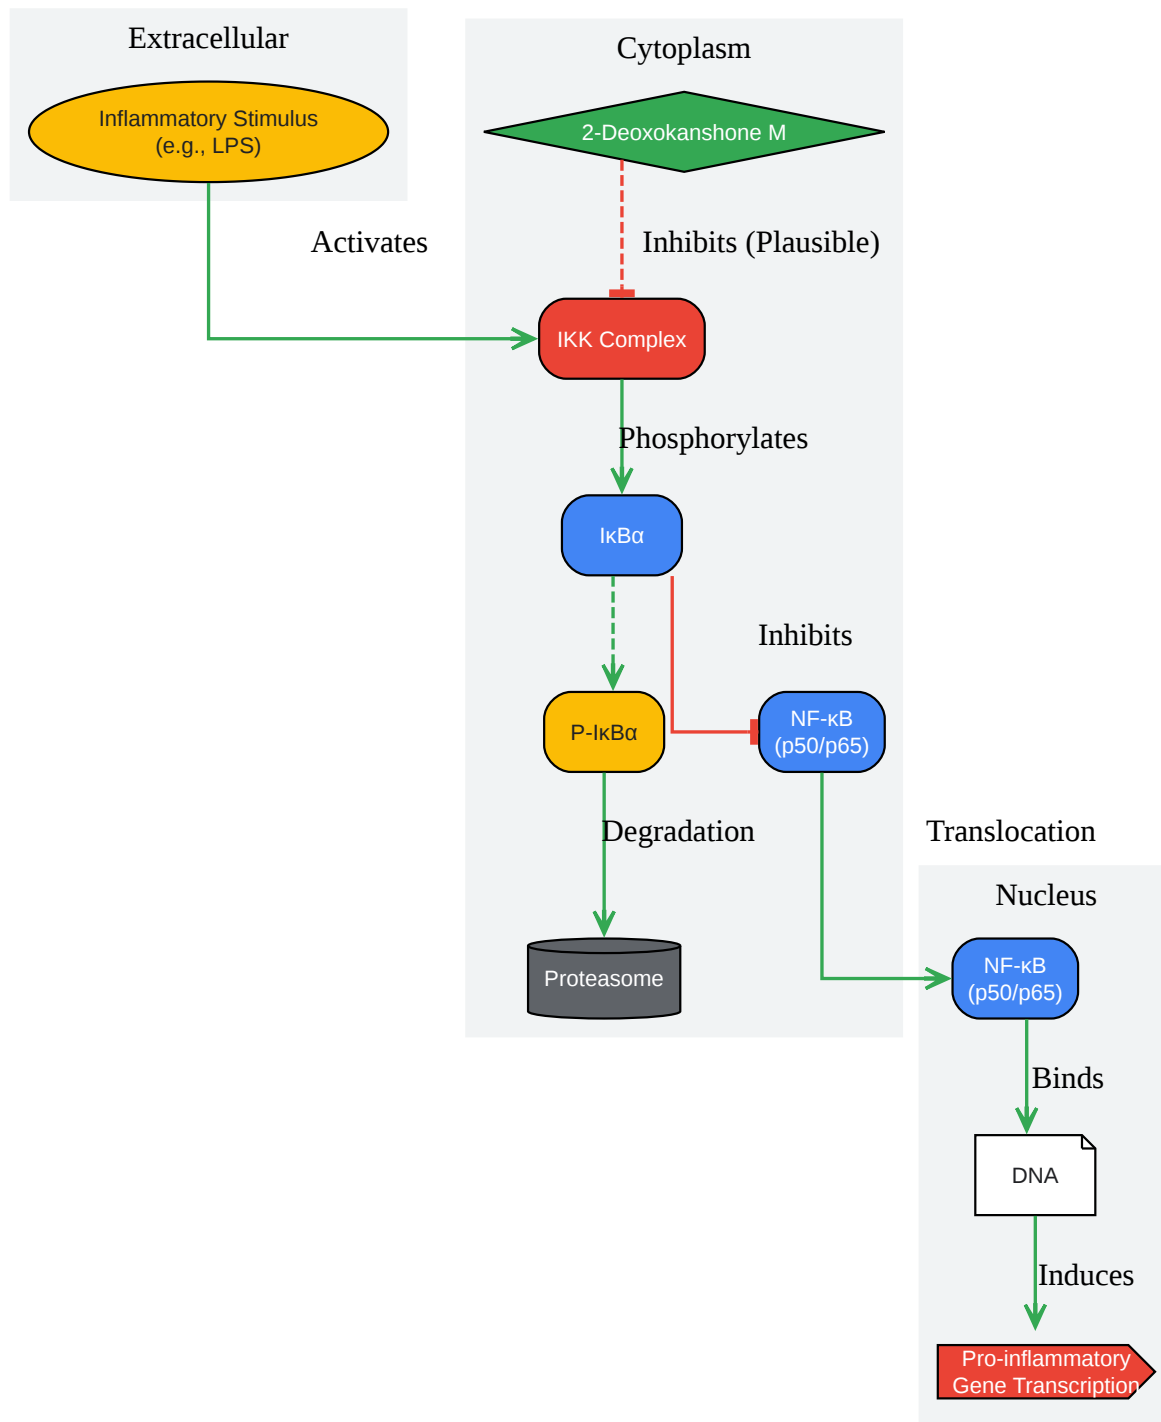 Extracellular
Cytoplasm
Inflammatory Stimulus
(e.g., LPS)
2-Deoxokanshone M
Activates
Inhibits (Plausible)
IKK Complex
Phosphorylates
IκBα
Inhibits
P-IκBα
NF-κB
(p50/p65)
Degradation
Translocation
Nucleus
Proteasome
NF-κB
(p50/p65)
Binds
DNA
Induces
Pro-inflammatory
Gene Transcription